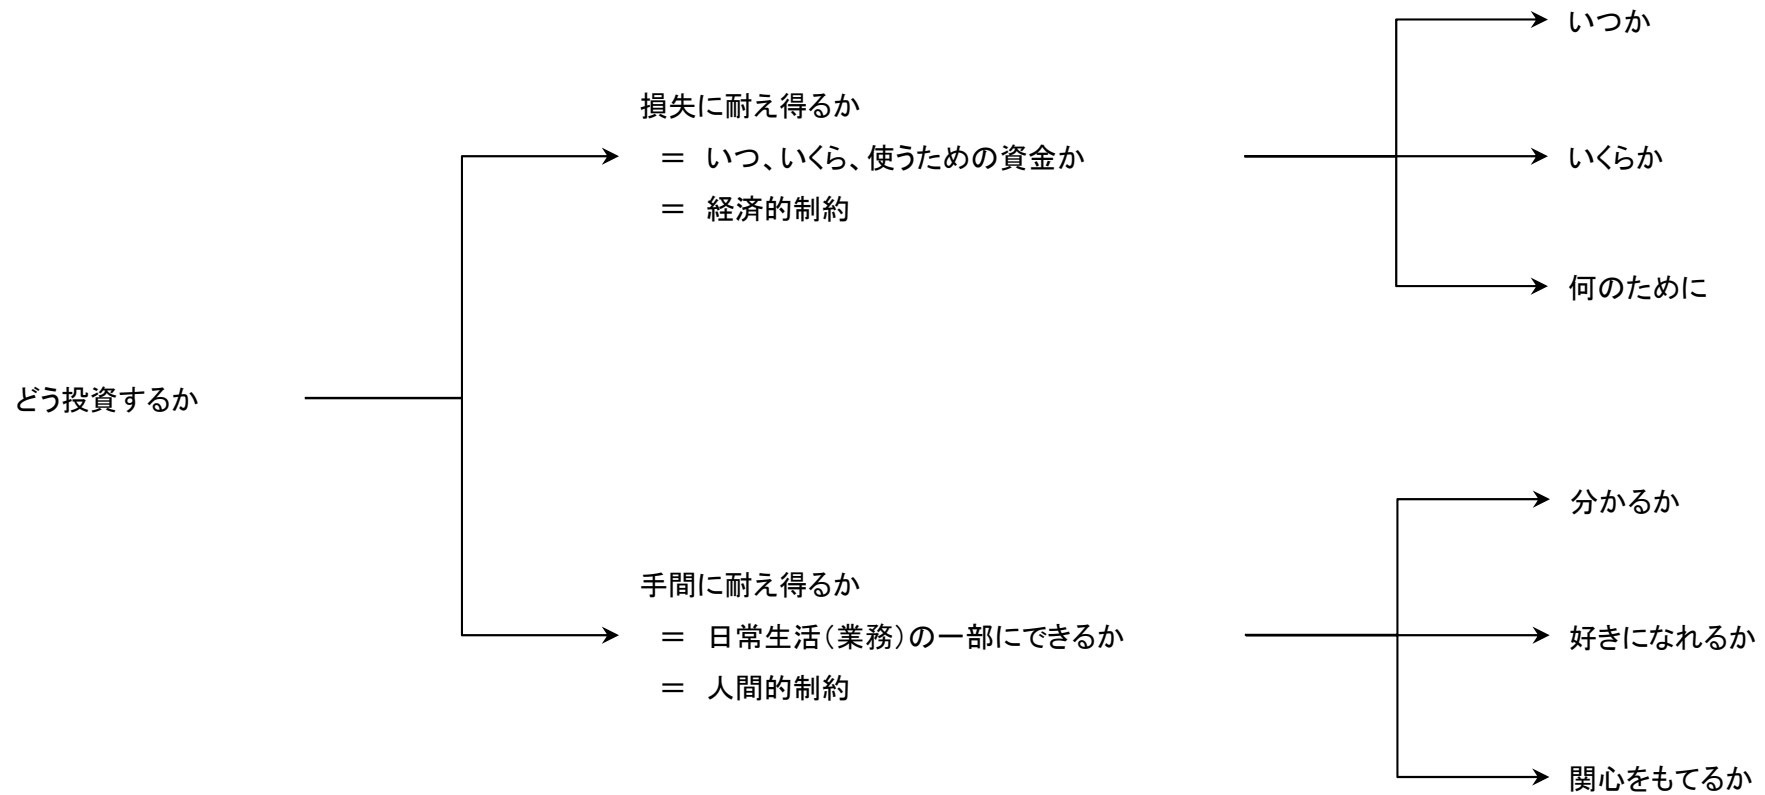 どう投資するか
損失に耐え得るか
＝ いつ、いくら、使うための資金か
＝ 経済的制約
いつか
いくらか
何のために
手間に耐え得るか
＝ 日常生活（業務）の一部にできるか
＝ 人間的制約
分かるか
好きになれるか
関心をもてるか